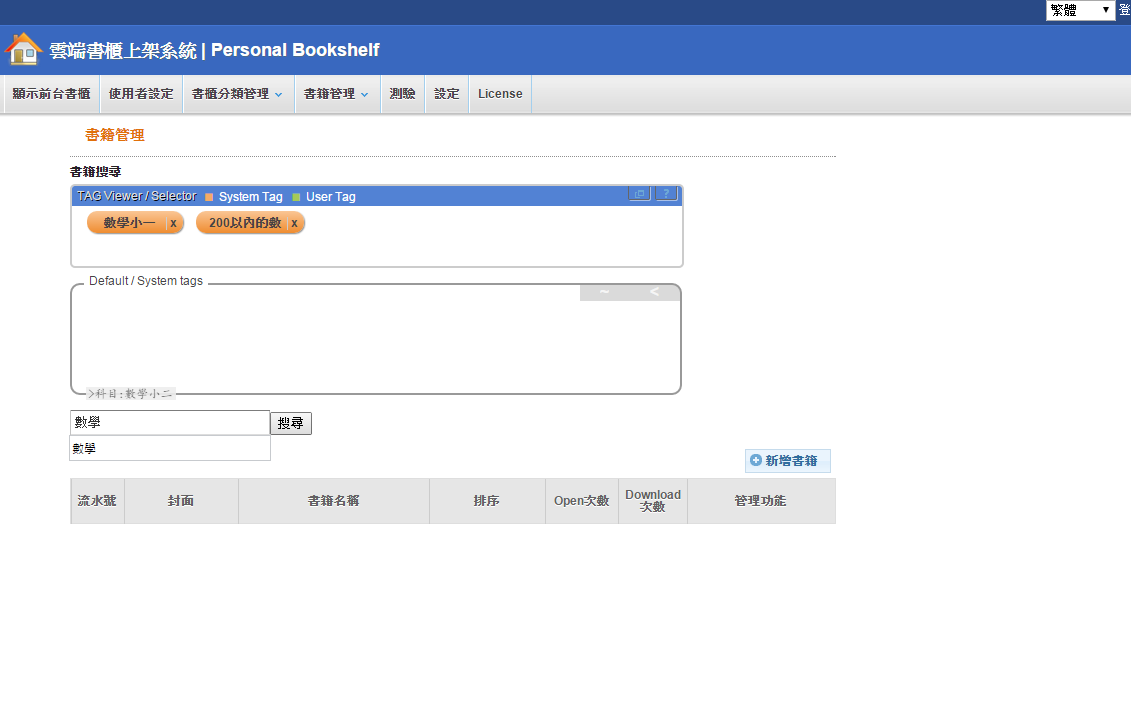 繁體 登
雲端書櫃上架系統 | Personal Bookshelf
顯示前台書櫃 使用者設定 書櫃分類管理 書籍管理 測驗 設定 License
書籍管理
書籍搜尋
TAG Viewer / Selector System Tag User Tag ?
數學小一 x 200以內的數 x
Default / System tags
~ <
>科目:數學小二
數學 搜尋
數學
新增書籍
流水號 封面 書籍名稱 排序 Open次數 Download次數 管理功能